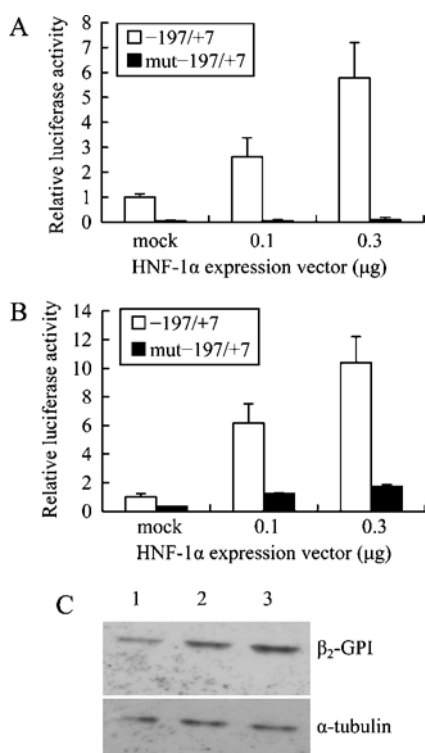 A
Relative luciferase activity
8
7
6
5
4
3
2
1
0
−197/+7
mut−197/+7
mock 0.1 0.3
HNF-1α expression vector (μg)
B
Relative luciferase activity
14
12
10
8
6
4
2
0
−197/+7
mut−197/+7
mock 0.1 0.3
HNF-1α expression vector (μg)
C
1 2 3
β₂-GPI
α-tubulin